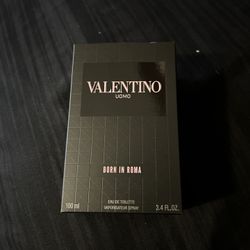 VALENTINO
UOMO
BORN IN ROMA
EAU DE TOILETTE
100 ml VAPORISATEUR SPRAY 3.4 FL.OZ.